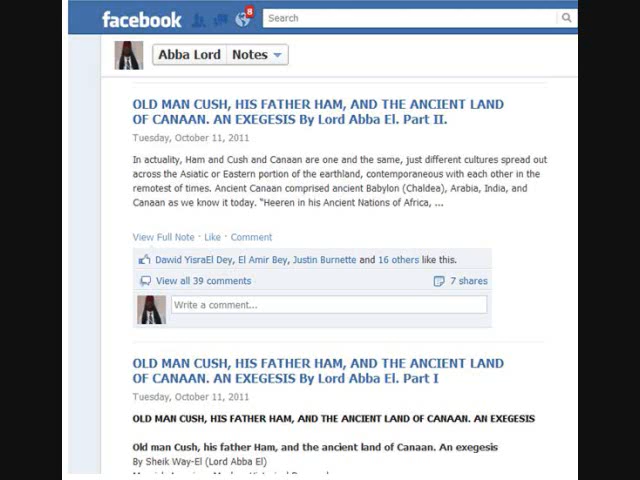 facebook
8
Search
Abba Lord Notes
OLD MAN CUSH, HIS FATHER HAM, AND THE ANCIENT LAND
OF CANAAN. AN EXEGESIS By Lord Abba El. Part II.
Tuesday, October 11, 2011
In actuality, Ham and Cush and Canaan are one and the same, just different cultures spread out
across the Asiatic or Eastern portion of the earthland, contemporaneous with each other in the
remotest of times. Ancient Canaan comprised ancient Babylon (Chaldea), Arabia, India, and
Canaan as we know it today. "Heeren in his Ancient Nations of Africa, ...
View Full Note · Like · Comment
Dawid YisraEl Dey, El Amir Bey, Justin Burnette and 16 others like this.
View all 39 comments 7 shares
Write a comment...
OLD MAN CUSH, HIS FATHER HAM, AND THE ANCIENT LAND
OF CANAAN. AN EXEGESIS By Lord Abba El. Part I
Tuesday, October 11, 2011
OLD MAN CUSH, HIS FATHER HAM, AND THE ANCIENT LAND OF CANAAN. AN EXEGESIS
Old man Cush, his father Ham, and the ancient land of Canaan. An exegesis
By Sheik Way-El (Lord Abba El)